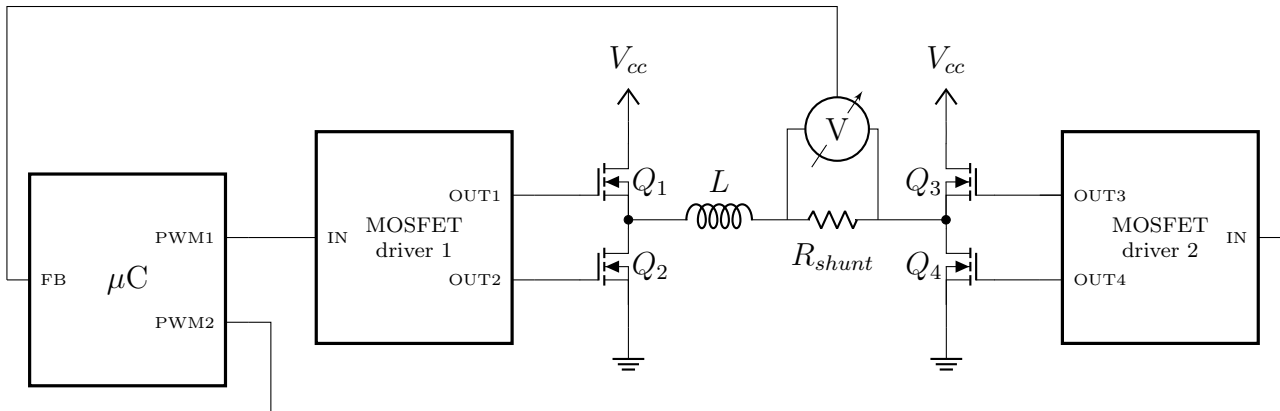 V_cc
V_cc
V
OUT1
Q_1
L
Q_3
OUT3
MOSFET
driver 1
MOSFET
driver 2
PWM1
IN
IN
FB
μC
R_shunt
OUT2
Q_2
Q_4
OUT4
PWM2